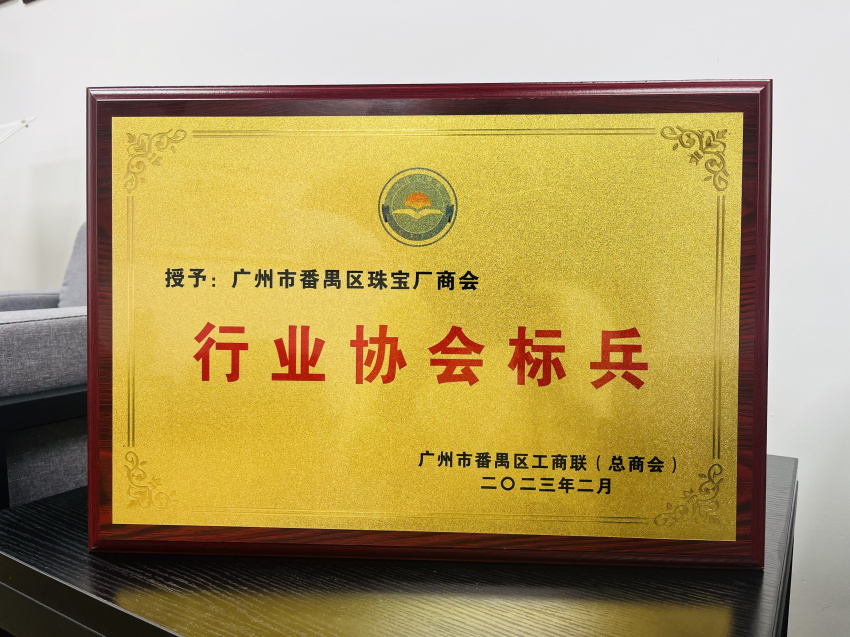 授予：广州市番禺区珠宝厂商会
行业协会标兵
广州市番禺区工商联（总商会）
二〇二三年二月